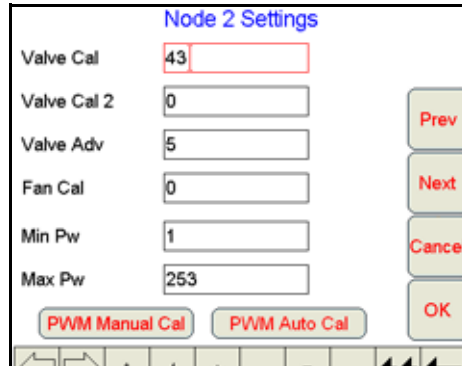 Node 2 Settings
Valve Cal 43
Valve Cal 2 0
Valve Adv 5
Fan Cal 0
Min Pw 1
Max Pw 253
Prev
Next
Cance
OK
PWM Manual Cal PWM Auto Cal